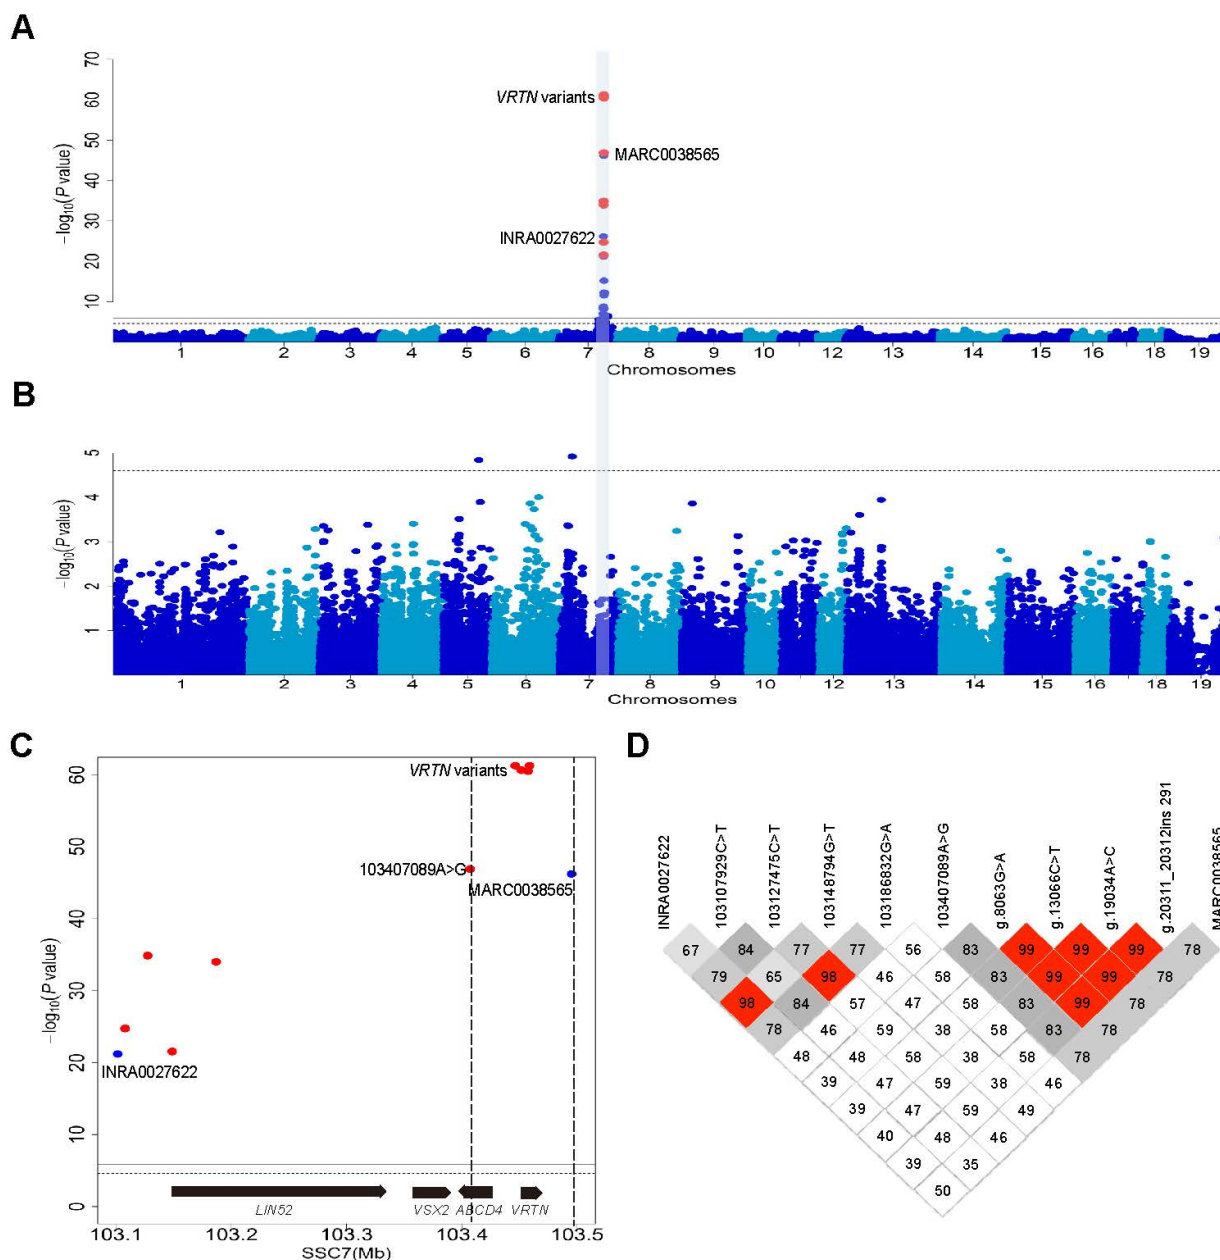 A
70
60
50
40
30
20
10
−log10(P value)
VRTN variants
MARC0038565
INRA0027622
1 2 3 4 5 6 7 8 9 10 12 13 14 15 16 18 19
Chromosomes
B
5
4
3
2
1
−log10(P value)
1 2 3 4 5 6 7 8 9 10 12 13 14 15 16 18 19
Chromosomes
C
60
50
40
30
20
10
0
−log10(P value)
VRTN variants
103407089A>G
MARC0038565
INRA0027622
LIN52 VSX2 ABCD4 VRTN
103.1 103.2 103.3 103.4 103.5
SSC7(Mb)
D
INRA0027622
103107929C>T
103127475C>T
103148794G>T
103186832G>A
103407089A>G
g.8063G>A
g.13066C>T
g.19034A>C
g.20311_20312ins 291
MARC0038565
67 84 77 77 56 83 99 99 99 78
79 65 98 46 58 83 99 99 78
98 84 57 47 58 83 99 78
78 46 59 38 58 83 78
48 48 58 38 58 78
39 47 59 38 46
39 47 59 49
40 48 46
39 35
50